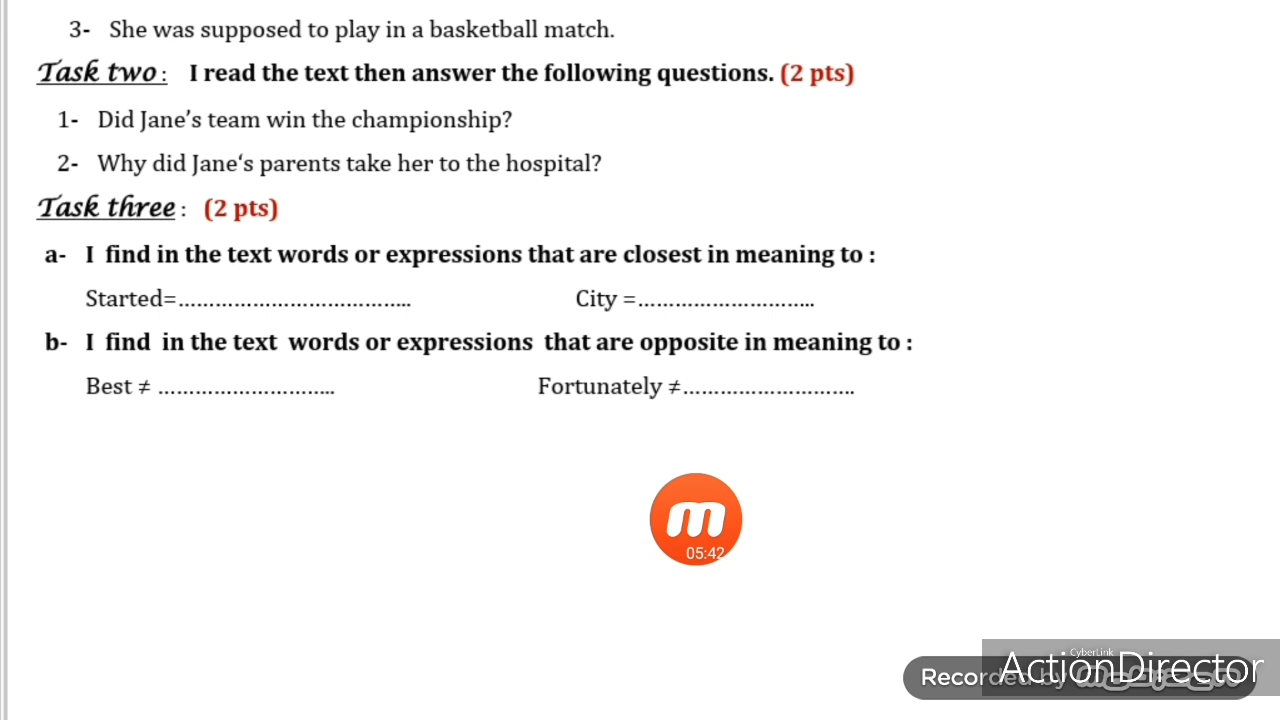 3- She was supposed to play in a basketball match.
Task two: I read the text then answer the following questions. (2 pts)
1- Did Jane’s team win the championship?
2- Why did Jane‘s parents take her to the hospital?
Task three: (2 pts)
a- I find in the text words or expressions that are closest in meaning to :
Started=……………………………….. City =………………………..
b- I find in the text words or expressions that are opposite in meaning to :
Best ≠ ……………………….. Fortunately ≠……………………….
m
05:42
CyberLink
ActionDirector
Recorded by